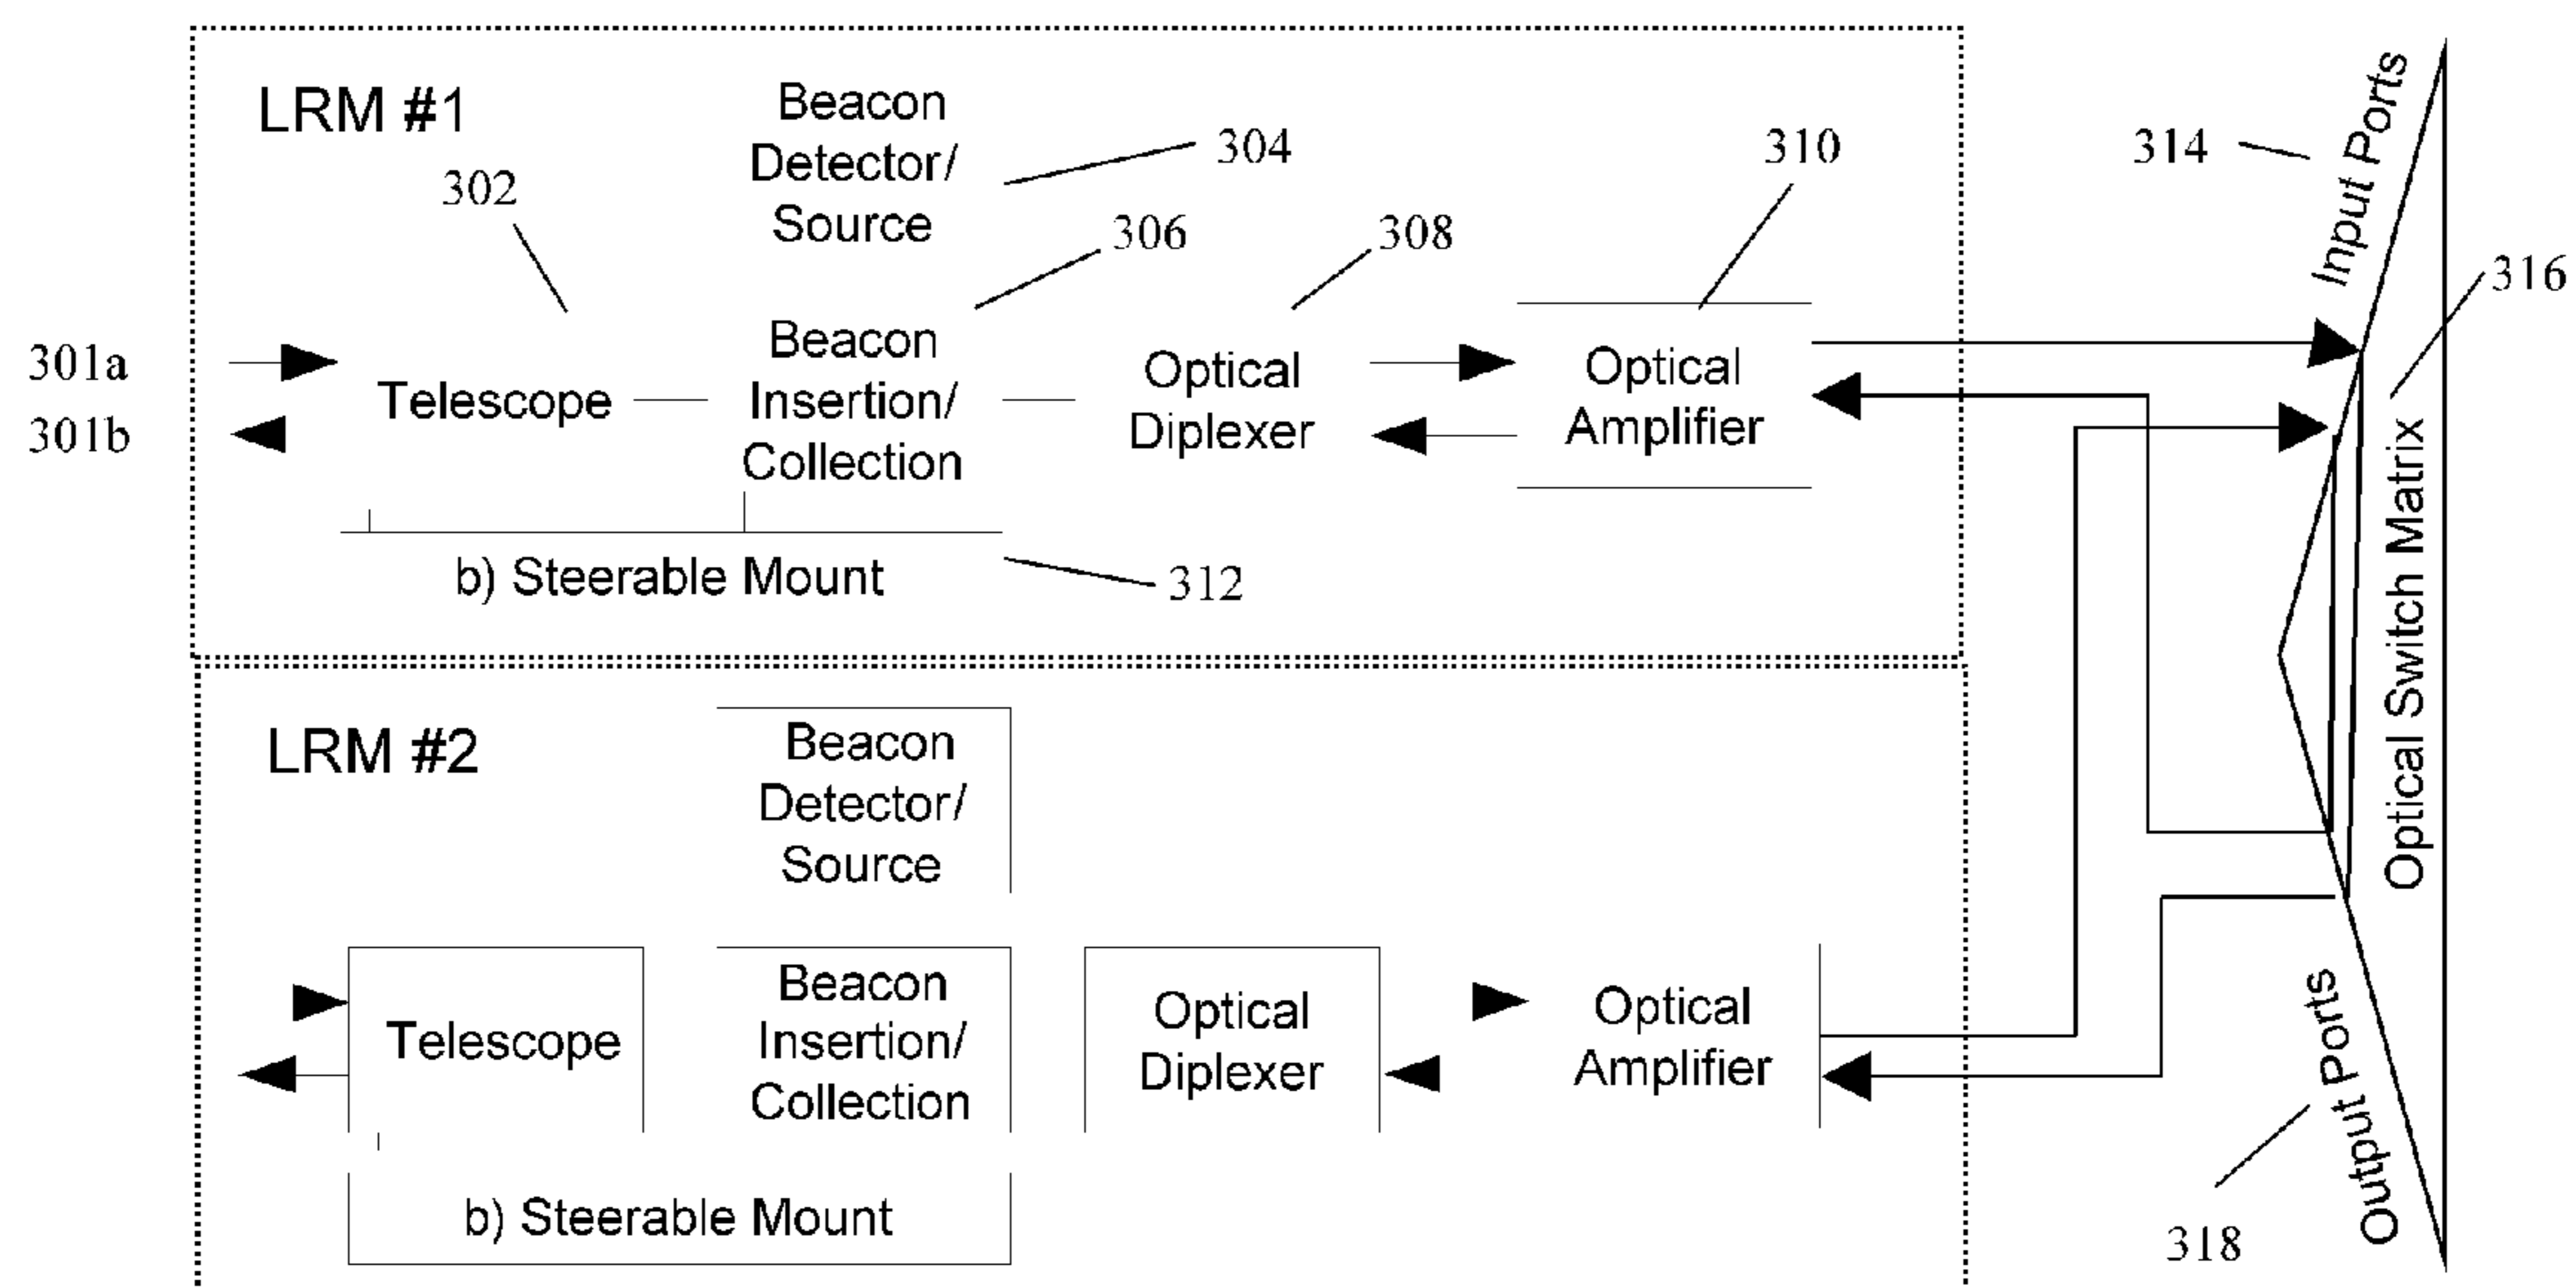 LRM #1
Beacon
Detector/
Source
304
310
314
Input Ports
302
306
308
316
301a
301b
Telescope
Beacon
Insertion/
Collection
Optical
Diplexer
Optical
Amplifier
Optical Switch Matrix
b) Steerable Mount
312
LRM #2
Beacon
Detector/
Source
Telescope
Beacon
Insertion/
Collection
Optical
Diplexer
Optical
Amplifier
b) Steerable Mount
Output Ports
318